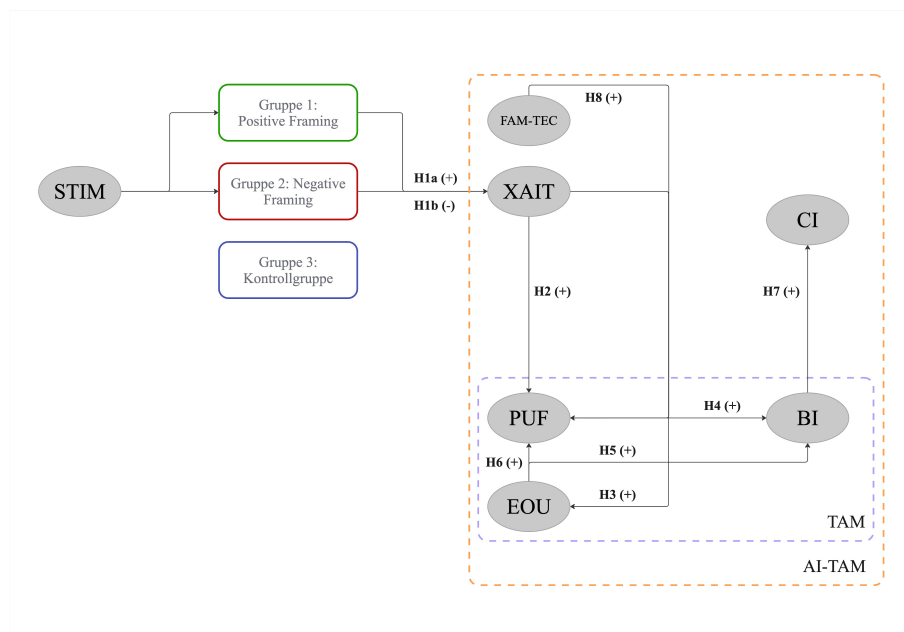 H8 (+)
Gruppe 1:
Positive Framing
FAM-TEC
STIM
Gruppe 2: Negative
Framing
H1a (+)
H1b (-)
XAIT
CI
Gruppe 3:
Kontrollgruppe
H2 (+)
H7 (+)
PUF
H4 (+)
BI
H6 (+)
H5 (+)
EOU
H3 (+)
TAM
AI-TAM